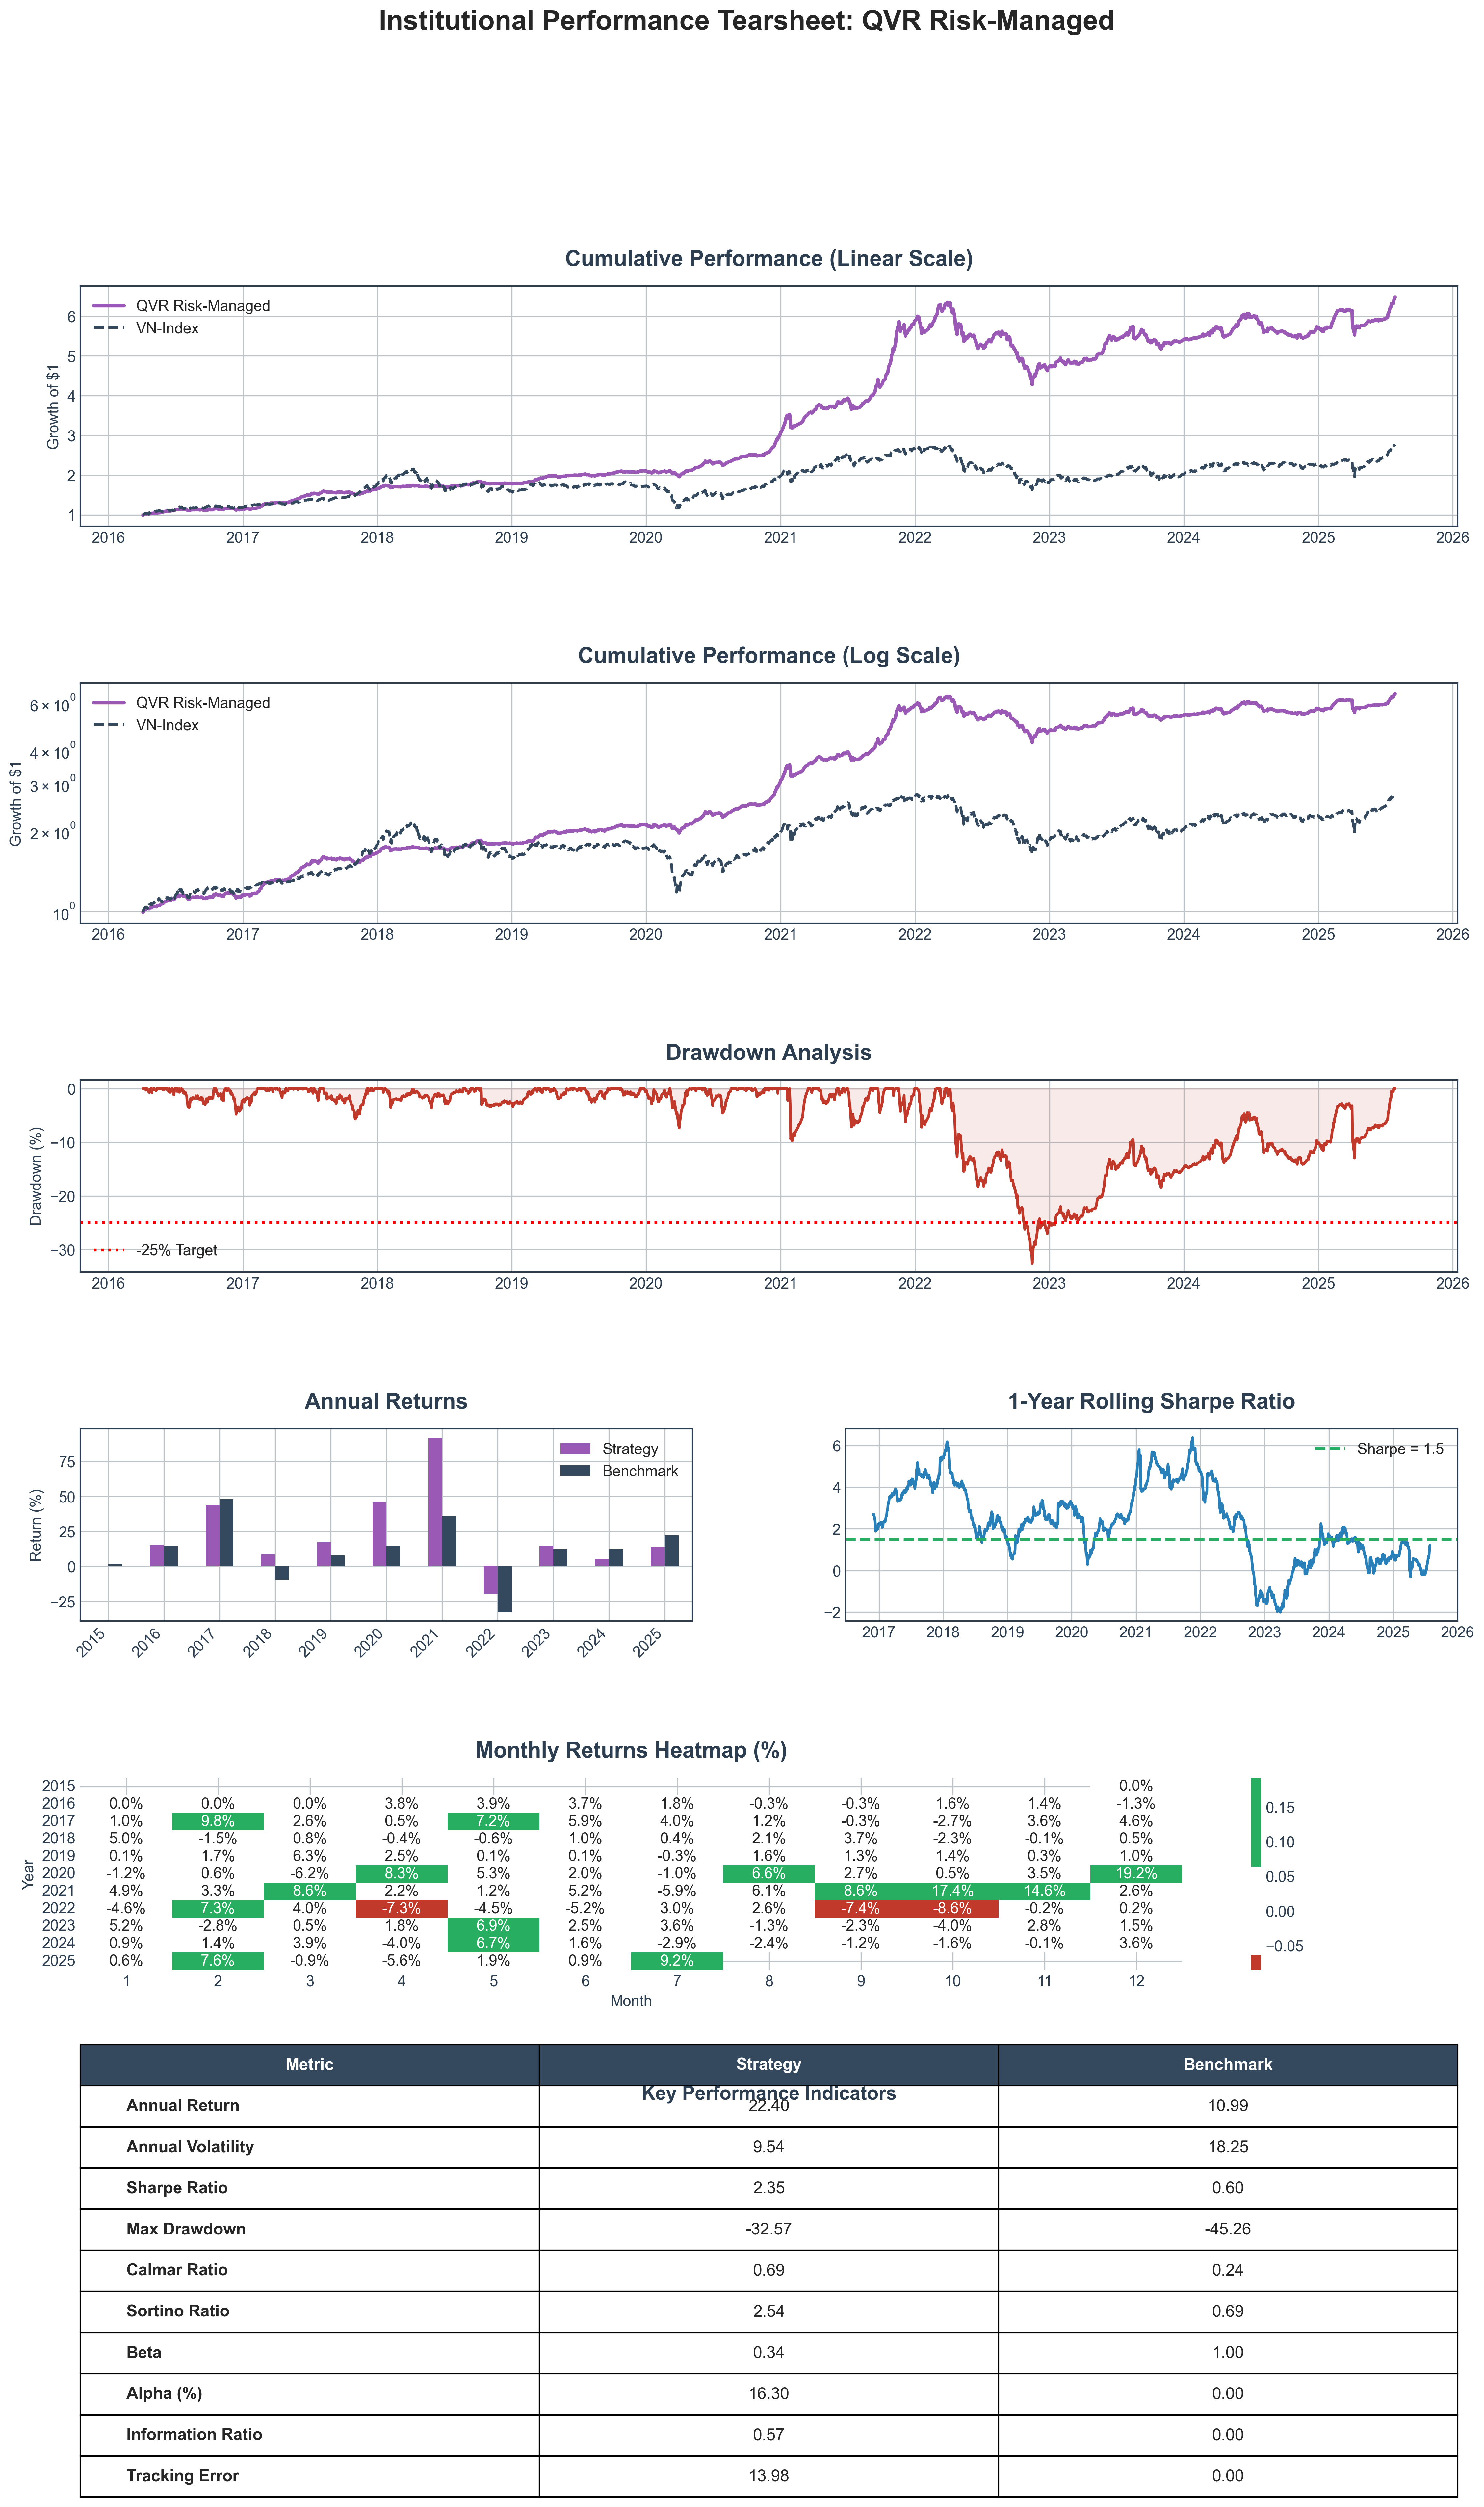 Institutional Performance Tearsheet: QVR Risk-Managed
Cumulative Performance (Linear Scale)
QVR Risk-Managed
VN-Index
Growth of $1
6
5
4
3
2
1
2016 2017 2018 2019 2020 2021 2022 2023 2024 2025 2026
Cumulative Performance (Log Scale)
QVR Risk-Managed
VN-Index
Growth of $1
6 × 10⁰
4 × 10⁰
3 × 10⁰
2 × 10⁰
10⁰
2016 2017 2018 2019 2020 2021 2022 2023 2024 2025 2026
Drawdown Analysis
Drawdown (%)
0
−10
−20
−30
-25% Target
2016 2017 2018 2019 2020 2021 2022 2023 2024 2025 2026
Annual Returns
Strategy
Benchmark
Return (%)
75
50
25
0
−25
2015 2016 2017 2018 2019 2020 2021 2022 2023 2024 2025
1-Year Rolling Sharpe Ratio
Sharpe = 1.5
6
4
2
0
−2
2017 2018 2019 2020 2021 2022 2023 2024 2025 2026
Monthly Returns Heatmap (%)
Year
2015 0.0%
2016 0.0% 0.0% 0.0% 3.8% 3.9% 3.7% 1.8% -0.3% -0.3% 1.6% 1.4% -1.3%
2017 1.0% 9.8% 2.6% 0.5% 7.2% 5.9% 4.0% 1.2% -0.3% -2.7% 3.6% 4.6%
2018 5.0% -1.5% 0.8% -0.4% -0.6% 1.0% 0.4% 2.1% 3.7% -2.3% -0.1% 0.5%
2019 0.1% 1.7% 6.3% 2.5% 0.1% 0.1% -0.3% 1.6% 1.3% 1.4% 0.3% 1.0%
2020 -1.2% 0.6% -6.2% 8.3% 5.3% 2.0% -1.0% 6.6% 2.7% 0.5% 3.5% 19.2%
2021 4.9% 3.3% 8.6% 2.2% 1.2% 5.2% -5.9% 6.1% 8.6% 17.4% 14.6% 2.6%
2022 -4.6% 7.3% 4.0% -7.3% -4.5% -5.2% 3.0% 2.6% -7.4% -8.6% -0.2% 0.2%
2023 5.2% -2.8% 0.5% 1.8% 6.9% 2.5% 3.6% -1.3% -2.3% -4.0% 2.8% 1.5%
2024 0.9% 1.4% 3.9% -4.0% 6.7% 1.6% -2.9% -2.4% -1.2% -1.6% -0.1% 3.6%
2025 0.6% 7.6% -0.9% -5.6% 1.9% 0.9% 9.2%
1 2 3 4 5 6 7 8 9 10 11 12
Month
0.15
0.10
0.05
0.00
−0.05
Metric Strategy Benchmark
Key Performance Indicators
Annual Return 22.40 10.99
Annual Volatility 9.54 18.25
Sharpe Ratio 2.35 0.60
Max Drawdown -32.57 -45.26
Calmar Ratio 0.69 0.24
Sortino Ratio 2.54 0.69
Beta 0.34 1.00
Alpha (%) 16.30 0.00
Information Ratio 0.57 0.00
Tracking Error 13.98 0.00